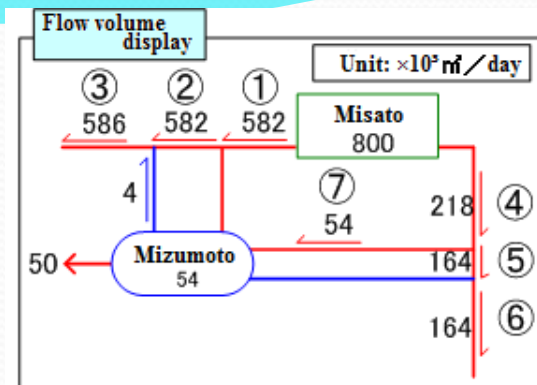 Flow volume
display
Unit: ×10³㎥/day
③ ② ①
586 582 582
Misato
800
⑦
4
54
218 ④
Mizumoto
54
50
164 ⑤
164 ⑥